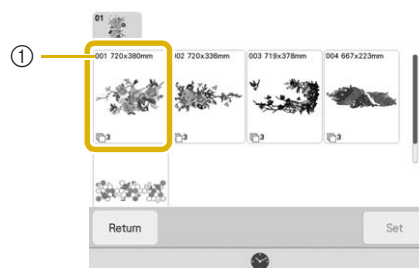 01
①
001 720x380mm
002 720x336mm
003 719x378mm
004 667x223mm
3
3
3
3
Return
Set